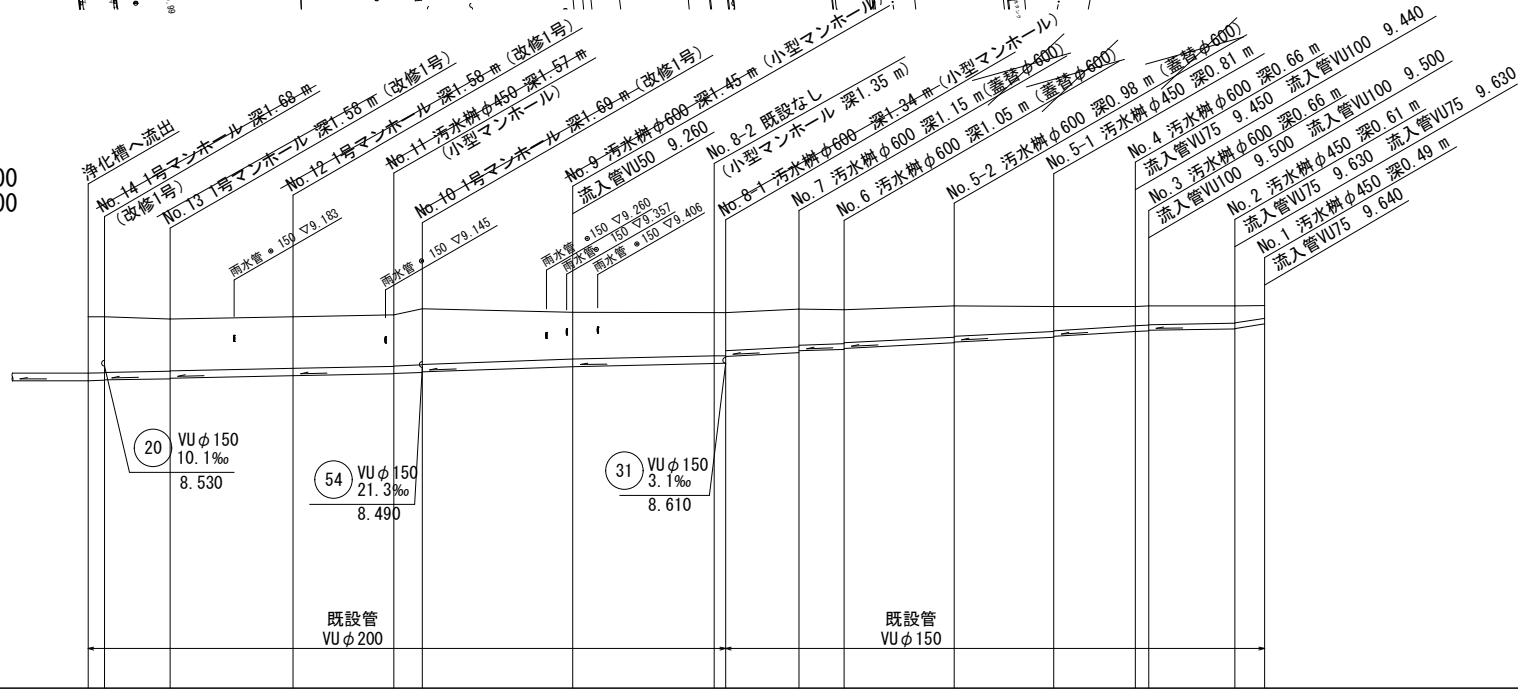 00
00
浄化槽へ流出
No.14 1号マンホール 深1.68 m
(改修1号)
No.13 1号マンホール 深1.58 m (改修1号)
No.12 1号マンホール 深1.58 m (改修1号)
No.11 汚水桝φ450 深1.57 m
(小型マンホール)
No.10 1号マンホール 深1.69 m (改修1号)
No.9 汚水桝φ600 深1.45 m (小型マンホール)
流入管VU50 9.260
No.8-2 既設なし
(小型マンホール 深1.35 m)
No.8-1 汚水桝φ600 深1.34 m (小型マンホール)
No.7 汚水桝φ600 深1.15 m (蓋替φ600)
No.6 汚水桝φ600 深1.05 m (蓋替φ600)
No.5-2 汚水桝φ600 深0.98 m (蓋替φ600)
No.5-1 汚水桝φ450 深0.81 m
No.4 汚水桝φ600 深0.66 m
流入管VU75 9.450 流入管VU100 9.440
No.3 汚水桝φ600 深0.66 m
流入管VU100 9.500 流入管VU100 9.500
No.2 汚水桝φ450 深0.61 m
流入管VU75 9.630 流入管VU75 9.630
No.1 汚水桝φ450 深0.49 m
流入管VU75 9.640
雨水管 150 ▽9.183
雨水管 150 ▽9.145
雨水管 150 ▽9.260
雨水管 150 ▽9.357
雨水管 150 ▽9.406
20 VUφ150
10.1‰
8.530
54 VUφ150
21.3‰
8.490
31 VUφ150
3.1‰
8.610
既設管
VUφ200
既設管
VUφ150